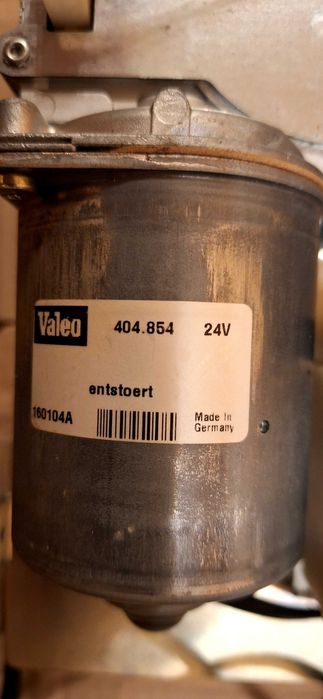 Valeo 404.854 24V
entstoert
160104A Made In
Germany